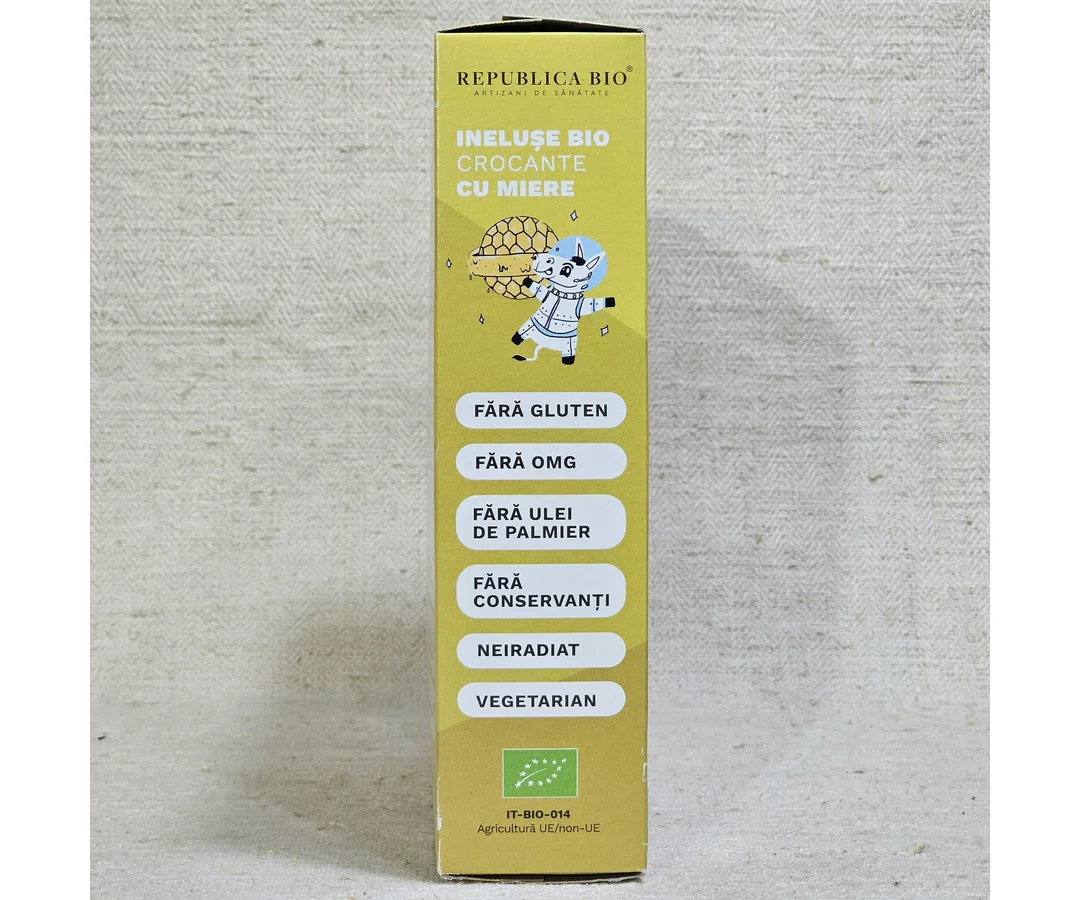 REPUBLICA BIO®
ARTIZANI DE SĂNĂTATE
INELUȘE BIO
CROCANTE
CU MIERE
FĂRĂ GLUTEN
FĂRĂ OMG
FĂRĂ ULEI
DE PALMIER
FĂRĂ
CONSERVANȚI
NEIRADIAT
VEGETARIAN
IT-BIO-014
Agricultură UE/non-UE